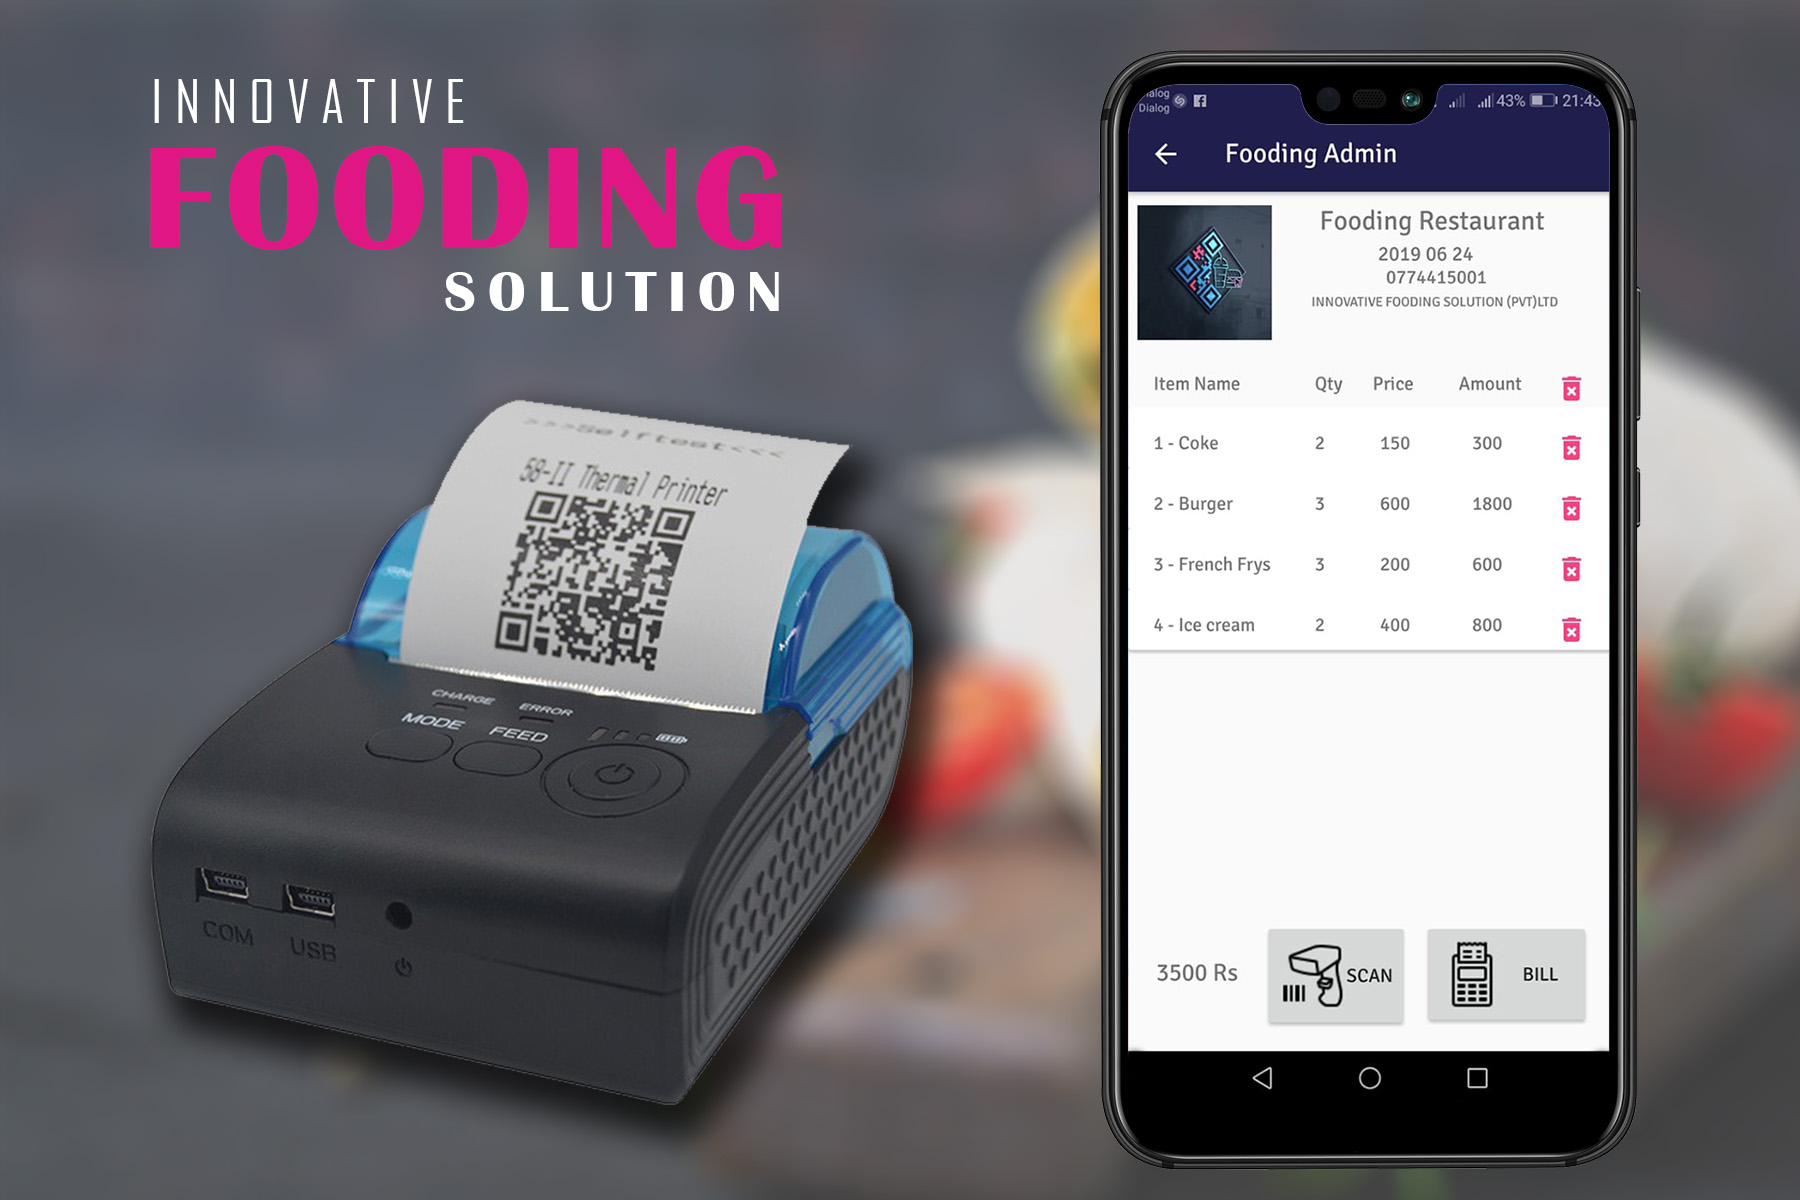 INNOVATIVE
FOODING
SOLUTION
>>>Selftest<<<
58-II Thermal Printer
CHARGE ERROR
MODE FEED
COM USB
Dialog 43% 21:43
Fooding Admin
Fooding Restaurant
2019 06 24
0774415001
INNOVATIVE FOODING SOLUTION (PVT)LTD
Item Name Qty Price Amount
1 - Coke 2 150 300
2 - Burger 3 600 1800
3 - French Frys 3 200 600
4 - Ice cream 2 400 800
3500 Rs SCAN BILL